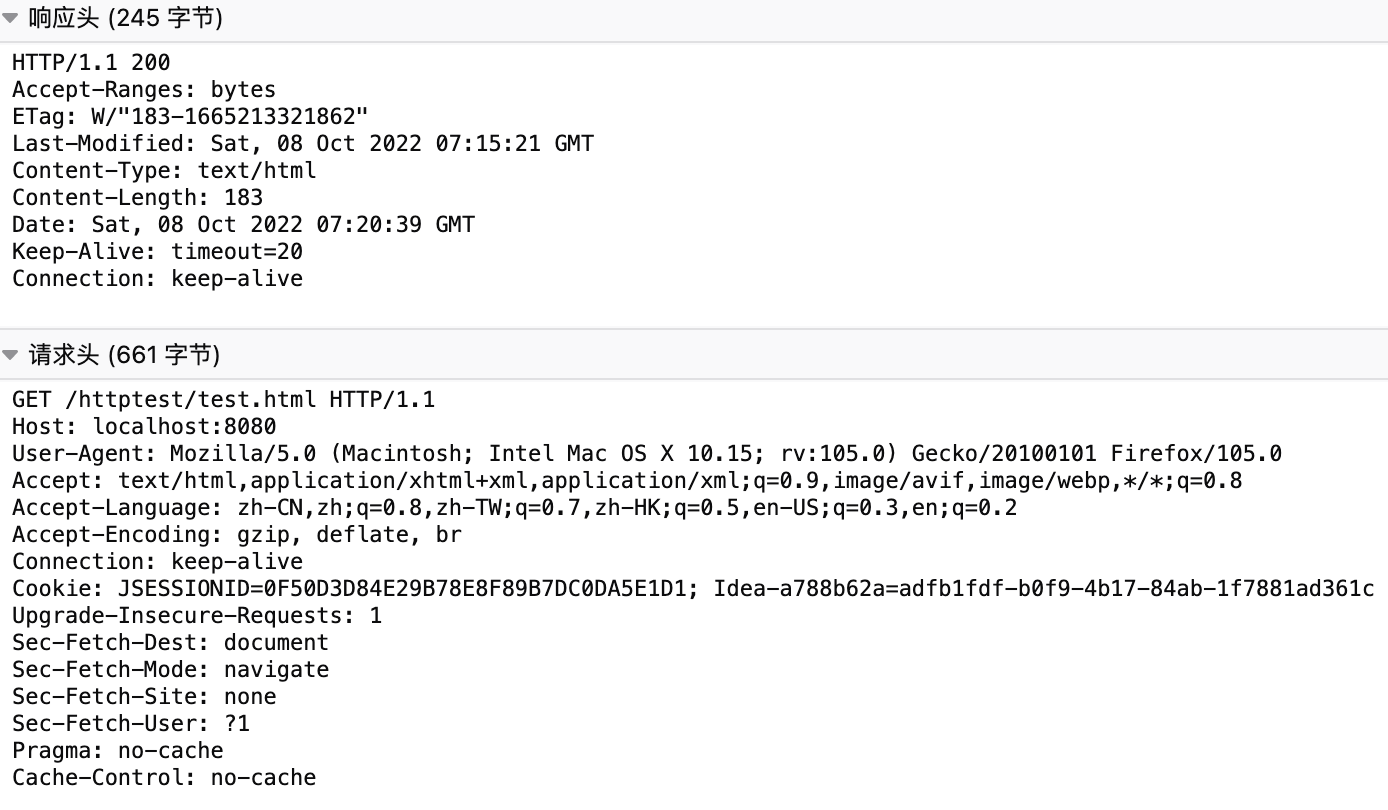 响应头 (245 字节)
HTTP/1.1 200
Accept-Ranges: bytes
ETag: W/"183-1665213321862"
Last-Modified: Sat, 08 Oct 2022 07:15:21 GMT
Content-Type: text/html
Content-Length: 183
Date: Sat, 08 Oct 2022 07:20:39 GMT
Keep-Alive: timeout=20
Connection: keep-alive
请求头 (661 字节)
GET /httptest/test.html HTTP/1.1
Host: localhost:8080
User-Agent: Mozilla/5.0 (Macintosh; Intel Mac OS X 10.15; rv:105.0) Gecko/20100101 Firefox/105.0
Accept: text/html,application/xhtml+xml,application/xml;q=0.9,image/avif,image/webp,*/*;q=0.8
Accept-Language: zh-CN,zh;q=0.8,zh-TW;q=0.7,zh-HK;q=0.5,en-US;q=0.3,en;q=0.2
Accept-Encoding: gzip, deflate, br
Connection: keep-alive
Cookie: JSESSIONID=0F50D3D84E29B78E8F89B7DC0DA5E1D1; Idea-a788b62a=adfb1fdf-b0f9-4b17-84ab-1f7881ad361c
Upgrade-Insecure-Requests: 1
Sec-Fetch-Dest: document
Sec-Fetch-Mode: navigate
Sec-Fetch-Site: none
Sec-Fetch-User: ?1
Pragma: no-cache
Cache-Control: no-cache